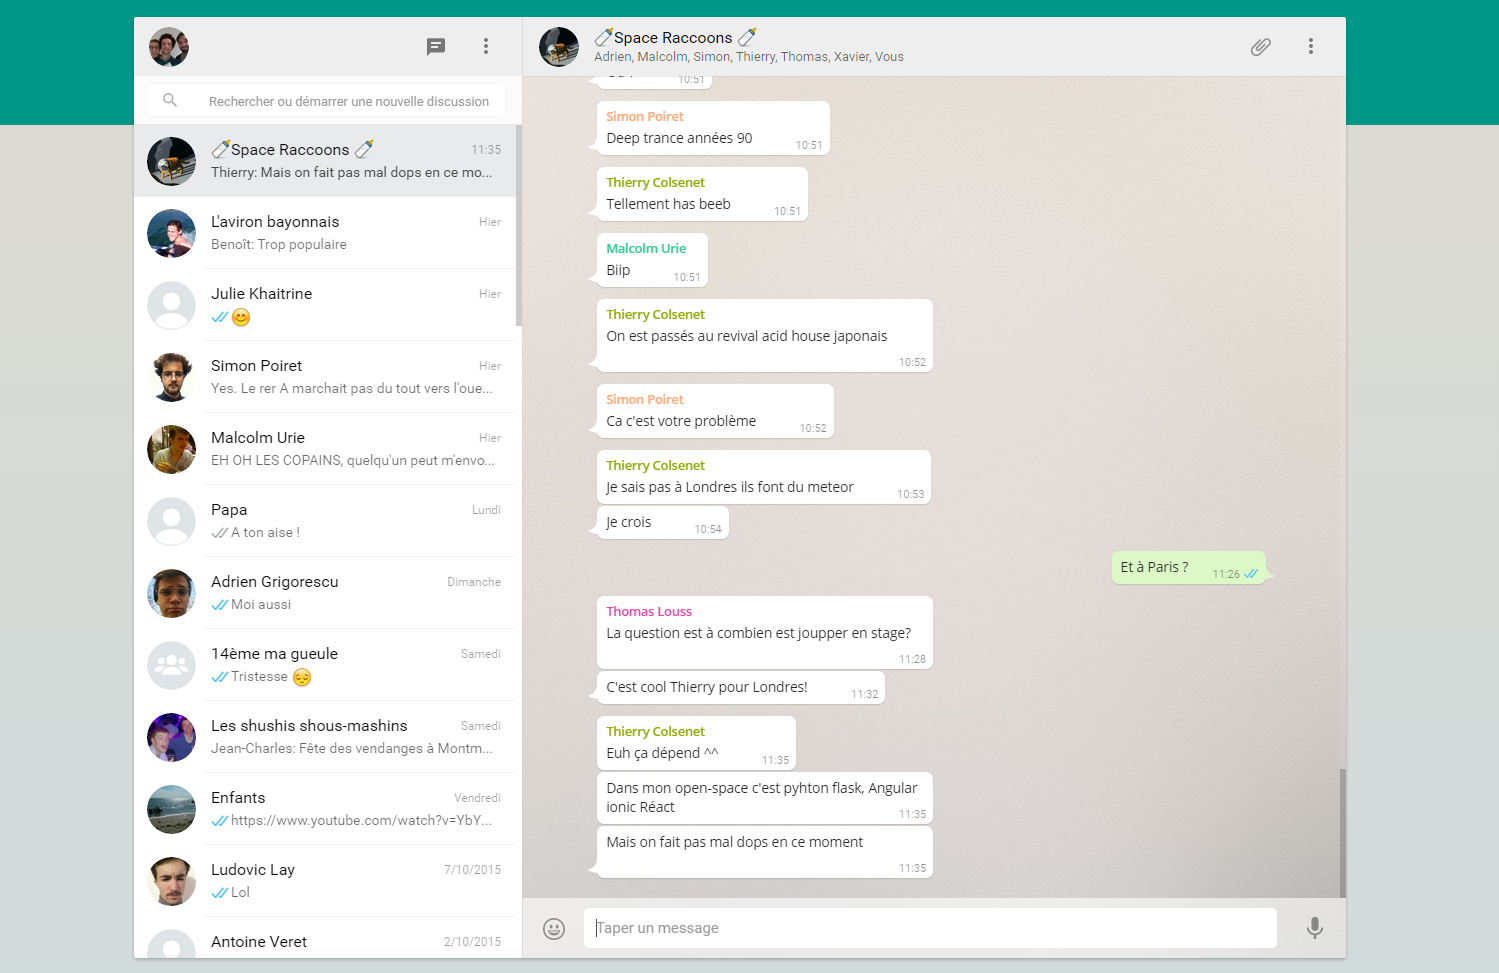 Rechercher ou démarrer une nouvelle discussion
🍼Space Raccoons 🍼
11:35
Thierry: Mais on fait pas mal dops en ce mo...
L'aviron bayonnais
Hier
Benoît: Trop populaire
Julie Khaitrine
Hier
😊
Simon Poiret
Hier
Yes. Le rer A marchait pas du tout vers l'oue...
Malcolm Urie
Hier
EH OH LES COPAINS, quelqu'un peut m'envo...
Papa
Lundi
A ton aise !
Adrien Grigorescu
Dimanche
Moi aussi
14ème ma gueule
Samedi
Tristesse 😔
Les shushis shous-mashins
Samedi
Jean-Charles: Fête des vendanges à Montm...
Enfants
Vendredi
https://www.youtube.com/watch?v=YbY...
Ludovic Lay
7/10/2015
Lol
Antoine Veret
2/10/2015
🍼Space Raccoons 🍼
Adrien, Malcolm, Simon, Thierry, Thomas, Xavier, Vous
10:51
Simon Poiret
Deep trance années 90
10:51
Thierry Colsenet
Tellement has beeb
10:51
Malcolm Urie
Biip
10:51
Thierry Colsenet
On est passés au revival acid house japonais
10:52
Simon Poiret
Ca c'est votre problème
10:52
Thierry Colsenet
Je sais pas à Londres ils font du meteor
10:53
Je crois
10:54
Et à Paris ?
11:26
Thomas Louss
La question est à combien est joupper en stage?
11:28
C'est cool Thierry pour Londres!
11:32
Thierry Colsenet
Euh ça dépend ^^
11:35
Dans mon open-space c'est pyhton flask, Angular
ionic Réact
11:35
Mais on fait pas mal dops en ce moment
11:35
Taper un message